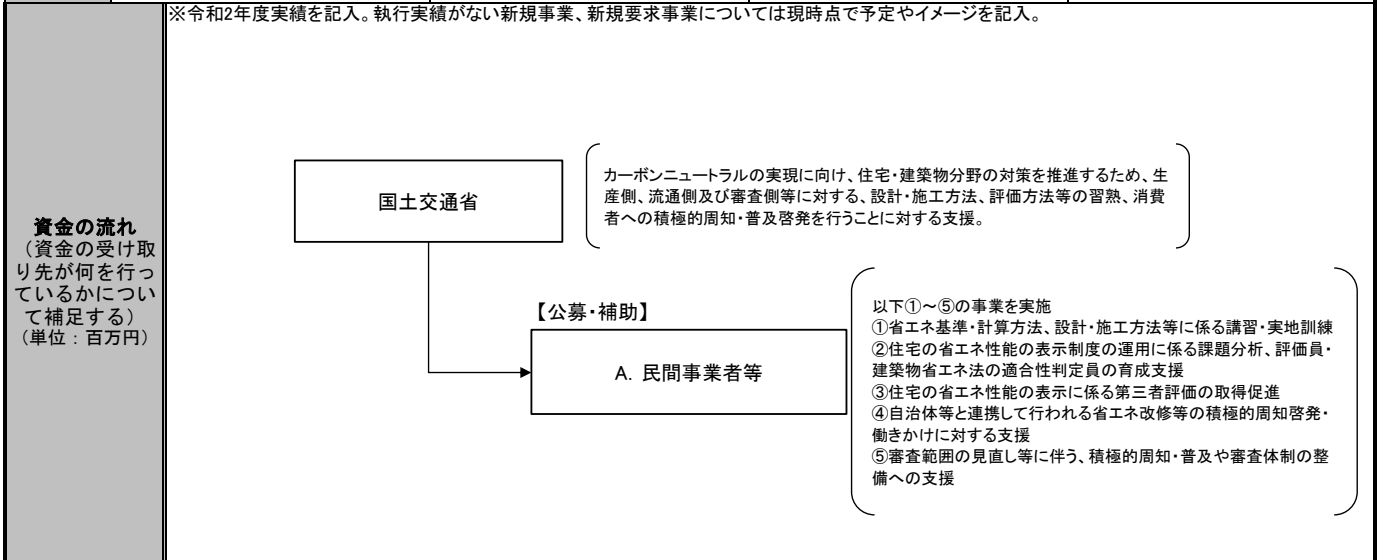 ※令和2年度実績を記入。執行実績がない新規事業、新規要求事業については現時点で予定やイメージを記入。
資金の流れ
（資金の受け取
り先が何を行っ
ているかについ
て補足する）
（単位：百万円）
国土交通省
カーボンニュートラルの実現に向け、住宅・建築物分野の対策を推進するため、生
産側、流通側及び審査側等に対する、設計・施工方法、評価方法等の習熟、消費
者への積極的周知・普及啓発を行うことに対する支援。
【公募・補助】
A. 民間事業者等
以下①～⑤の事業を実施
①省エネ基準・計算方法、設計・施工方法等に係る講習・実地訓練
②住宅の省エネ性能の表示制度の運用に係る課題分析、評価員・
建築物省エネ法の適合性判定員の育成支援
③住宅の省エネ性能の表示に係る第三者評価の取得促進
④自治体等と連携して行われる省エネ改修等の積極的周知啓発・
働きかけに対する支援
⑤審査範囲の見直し等に伴う、積極的周知・普及や審査体制の整
備への支援